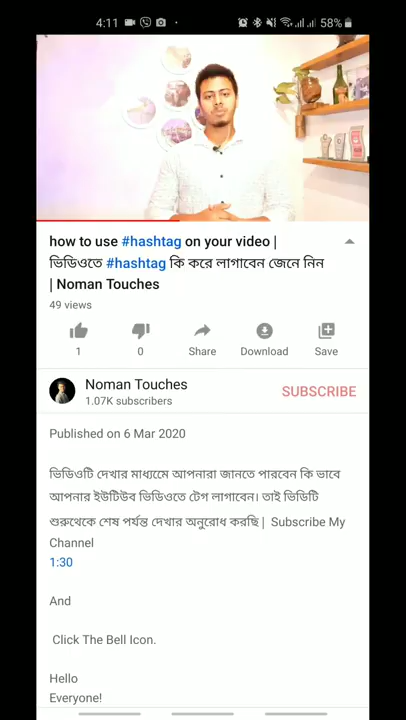 4:11
58%
how to use #hashtag on your video |
ভিডিওতে #hashtag কি করে লাগাবেন জেনে নিন
| Noman Touches
49 views
1
0
Share
Download
Save
Noman Touches
1.07K subscribers
SUBSCRIBE
Published on 6 Mar 2020
ভিডিওটি দেখার মাধ্যমে আপনারা জানতে পারবেন কি ভাবে
আপনার ইউটিউব ভিডিওতে টেগ লাগাবেন। তাই ভিডিটি
শুরুথেকে শেষ পর্যন্ত দেখার অনুরোধ করছি | Subscribe My
Channel
1:30
And
Click The Bell Icon.
Hello
Everyone!